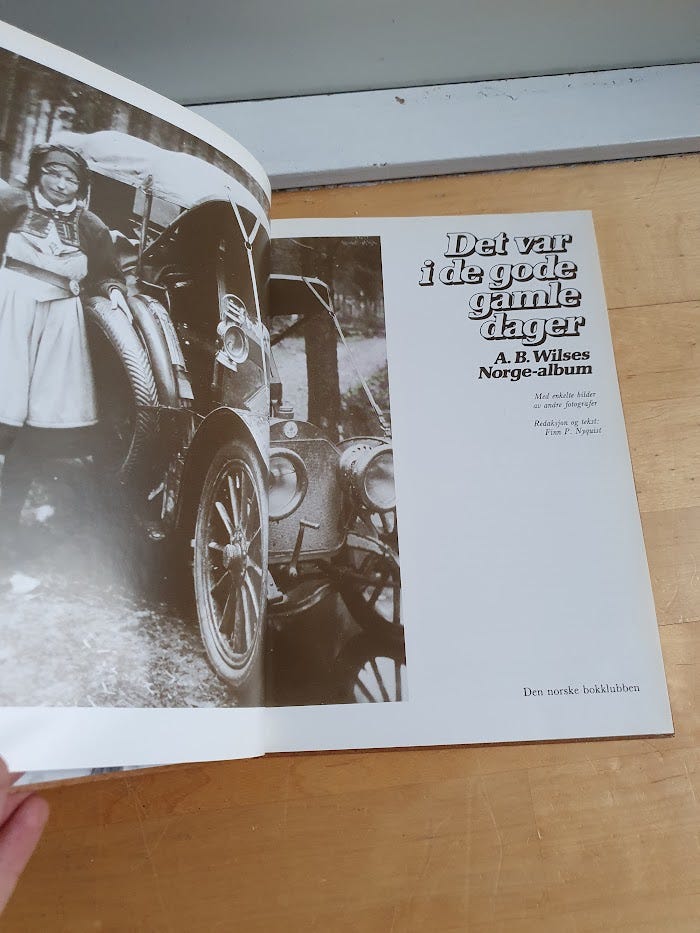 Det var
i de gode
gamle
dager
A. B. Wilses
Norge-album
Med enkelte bilder
av andre fotografer
Redaksjon og tekst:
Finn P. Nyquist
Den norske bokklubben